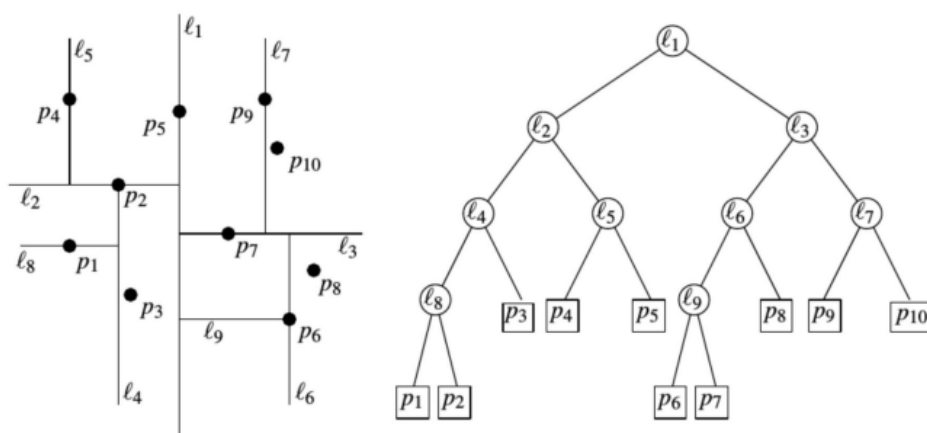 ℓ₁
ℓ₅
ℓ₇
p₄
p₅
p₉
p₁₀
ℓ₂
p₂
ℓ₈
p₁
p₇
ℓ₃
p₃
p₈
ℓ₉
p₆
ℓ₄
ℓ₆
ℓ₁
ℓ₂
ℓ₃
ℓ₄
ℓ₅
ℓ₆
ℓ₇
ℓ₈
p₃
p₄
p₅
ℓ₉
p₈
p₉
p₁₀
p₁
p₂
p₆
p₇